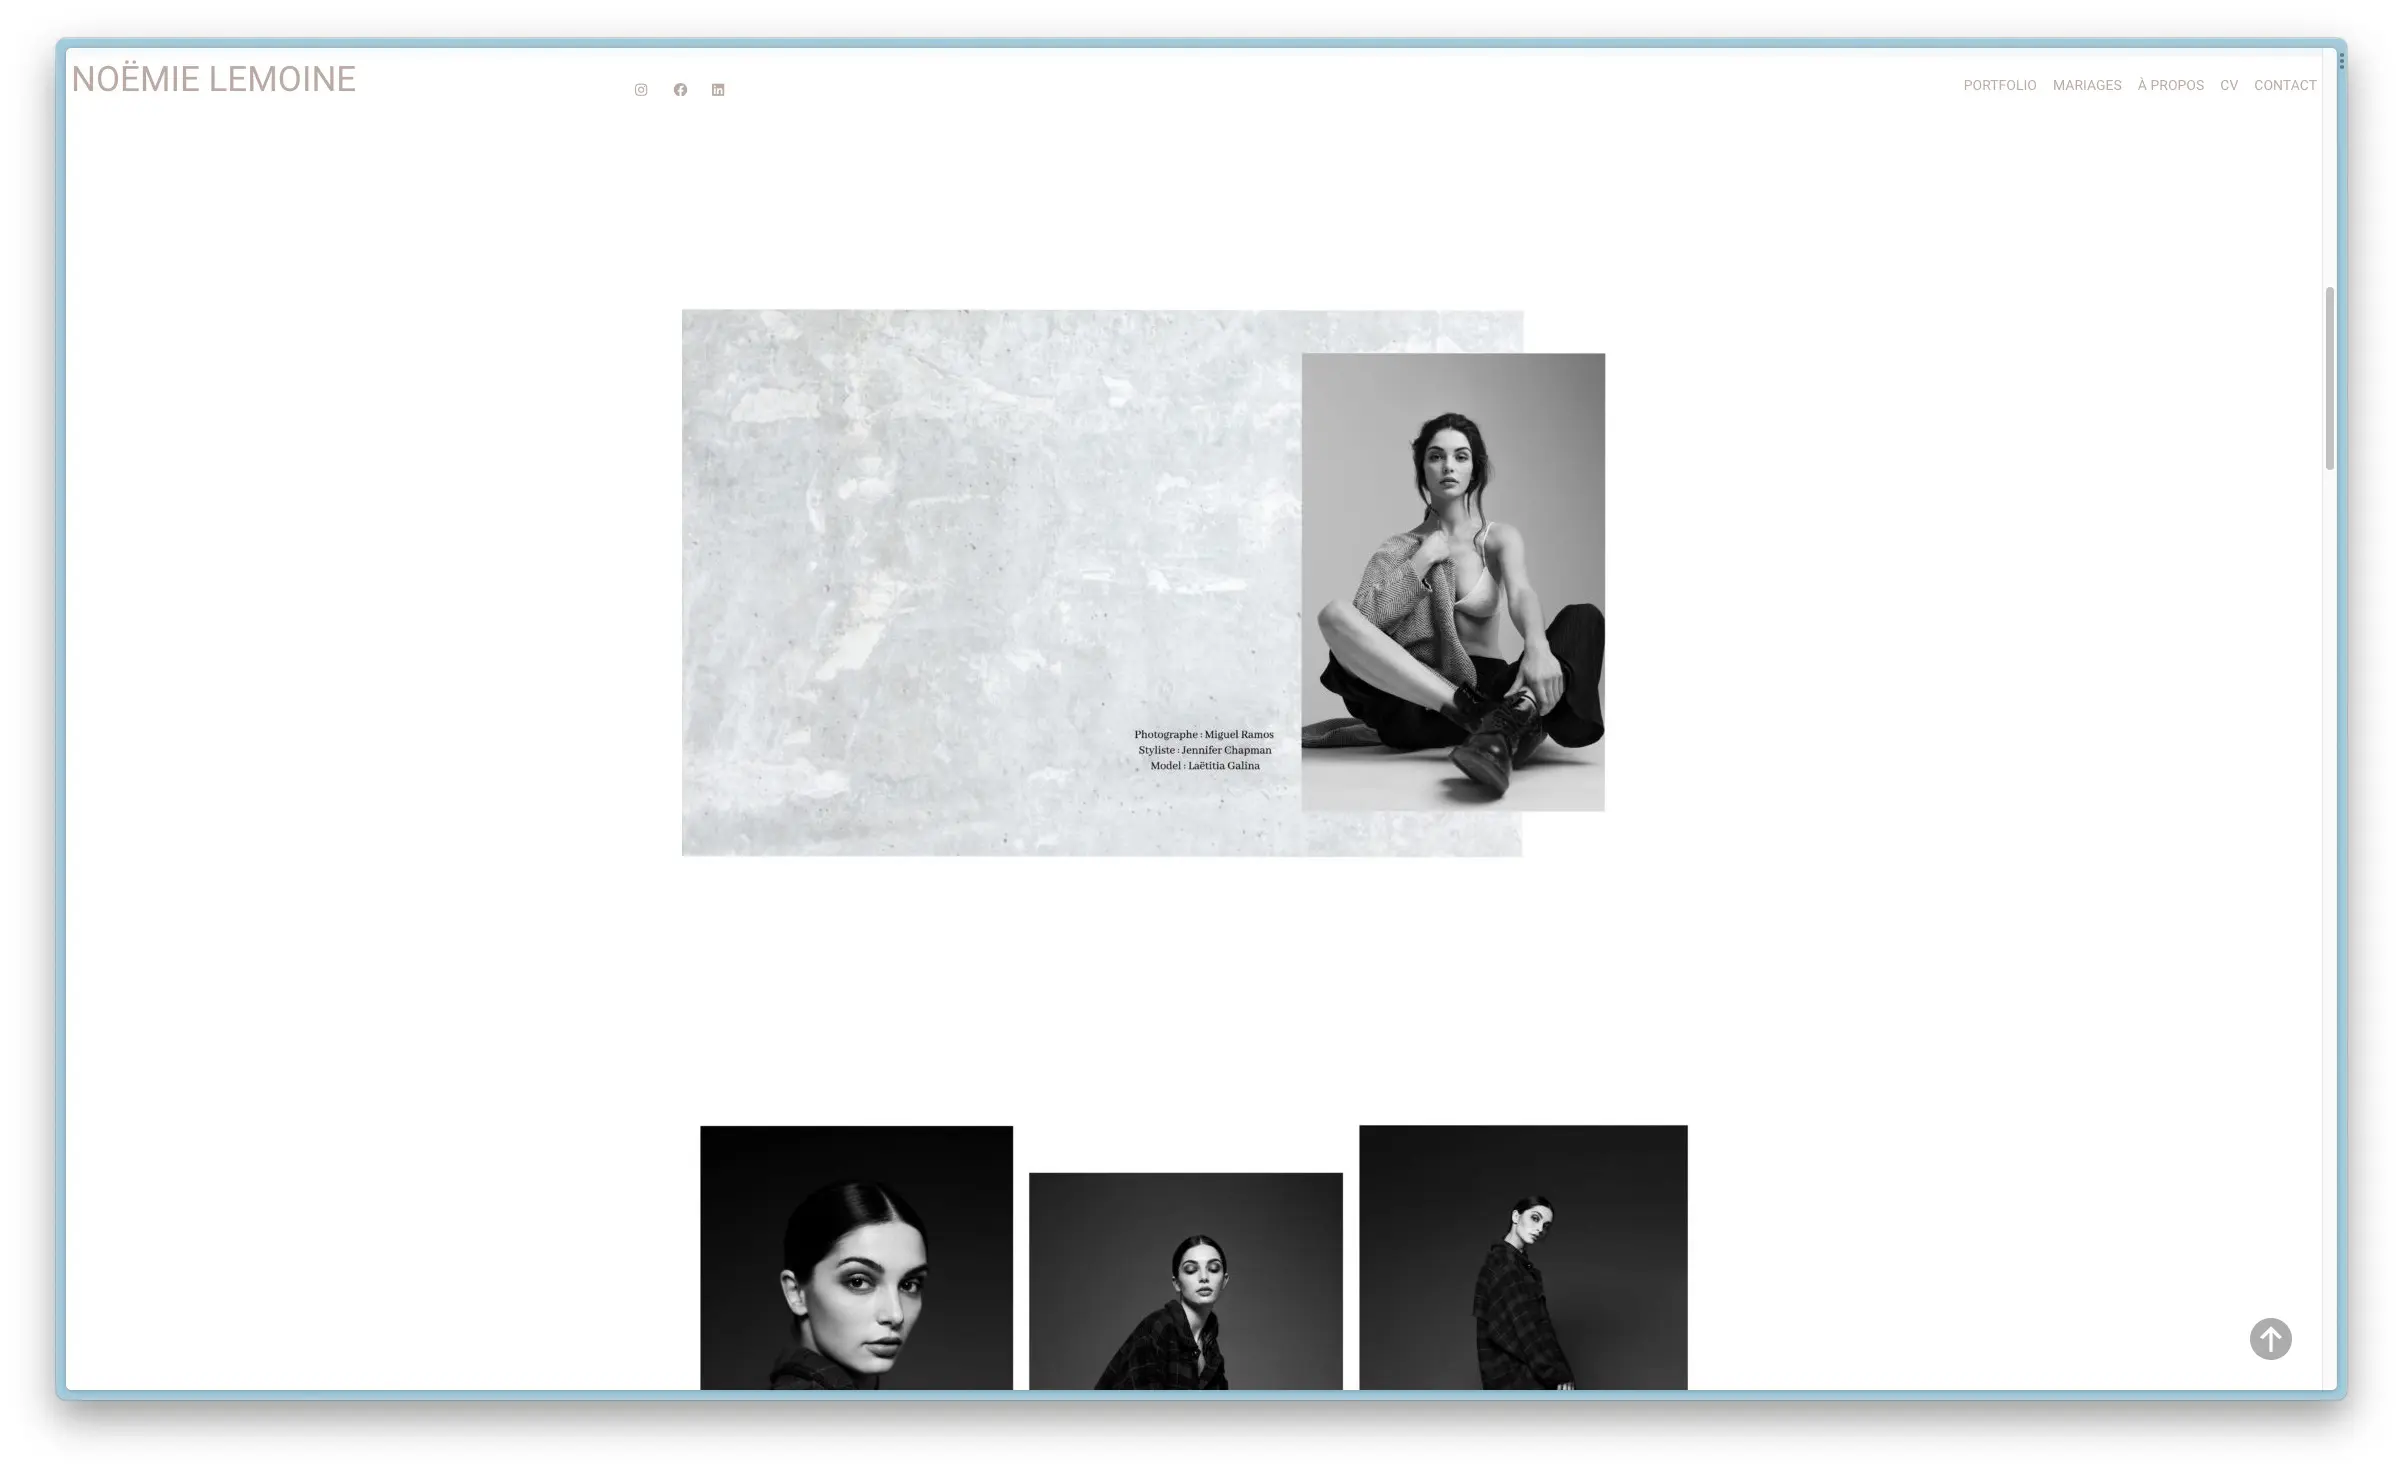 NOËMIE LEMOINE
PORTFOLIO MARIAGES À PROPOS CV CONTACT
Photographe : Miguel Ramos
Styliste : Jennifer Chapman
Model : Laëtitia Galina